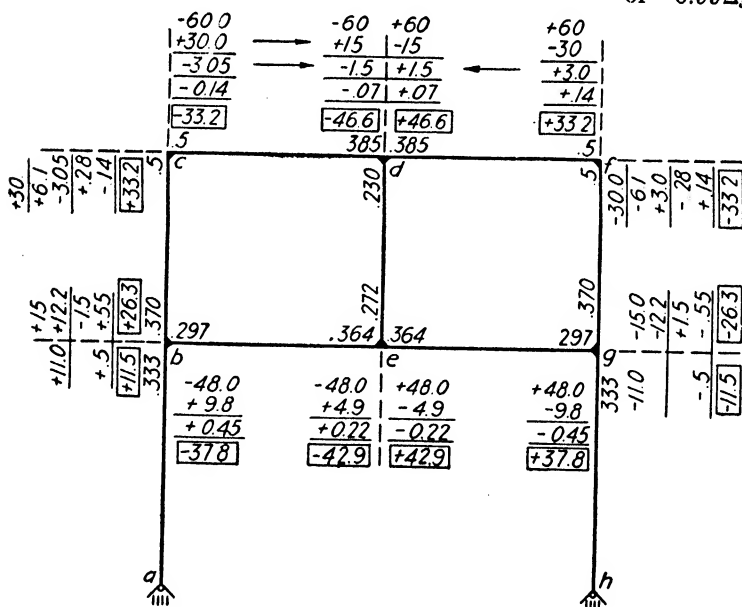 -60.0 -60 +60 +60
+30.0 +15 -15 -30
-3.05 -1.5 +1.5 +3.0
-0.14 -.07 +.07 +.14
-33.2 -46.6 +46.6 +33.2
.5 385 .385 .5
c d f
.5 .230 5
+30
+6.1
-3.05
+.28
-.14
+33.2
-30.0
-6.1
+3.0
-.28
+.14
-33.2
+15
+12.2
-1.5
+.55
+26.3
.370 .272 .370
-15.0
-12.2
+1.5
-.55
-26.3
.297 .364 364 297
b e g
+11.0
+.5
+11.5
.333
333
-11.0
-.5
-11.5
-48.0 -48.0 +48.0 +48.0
+9.8 +4.9 -4.9 -9.8
+0.45 +0.22 -0.22 -0.45
-37.8 -42.9 +42.9 +37.8
a h